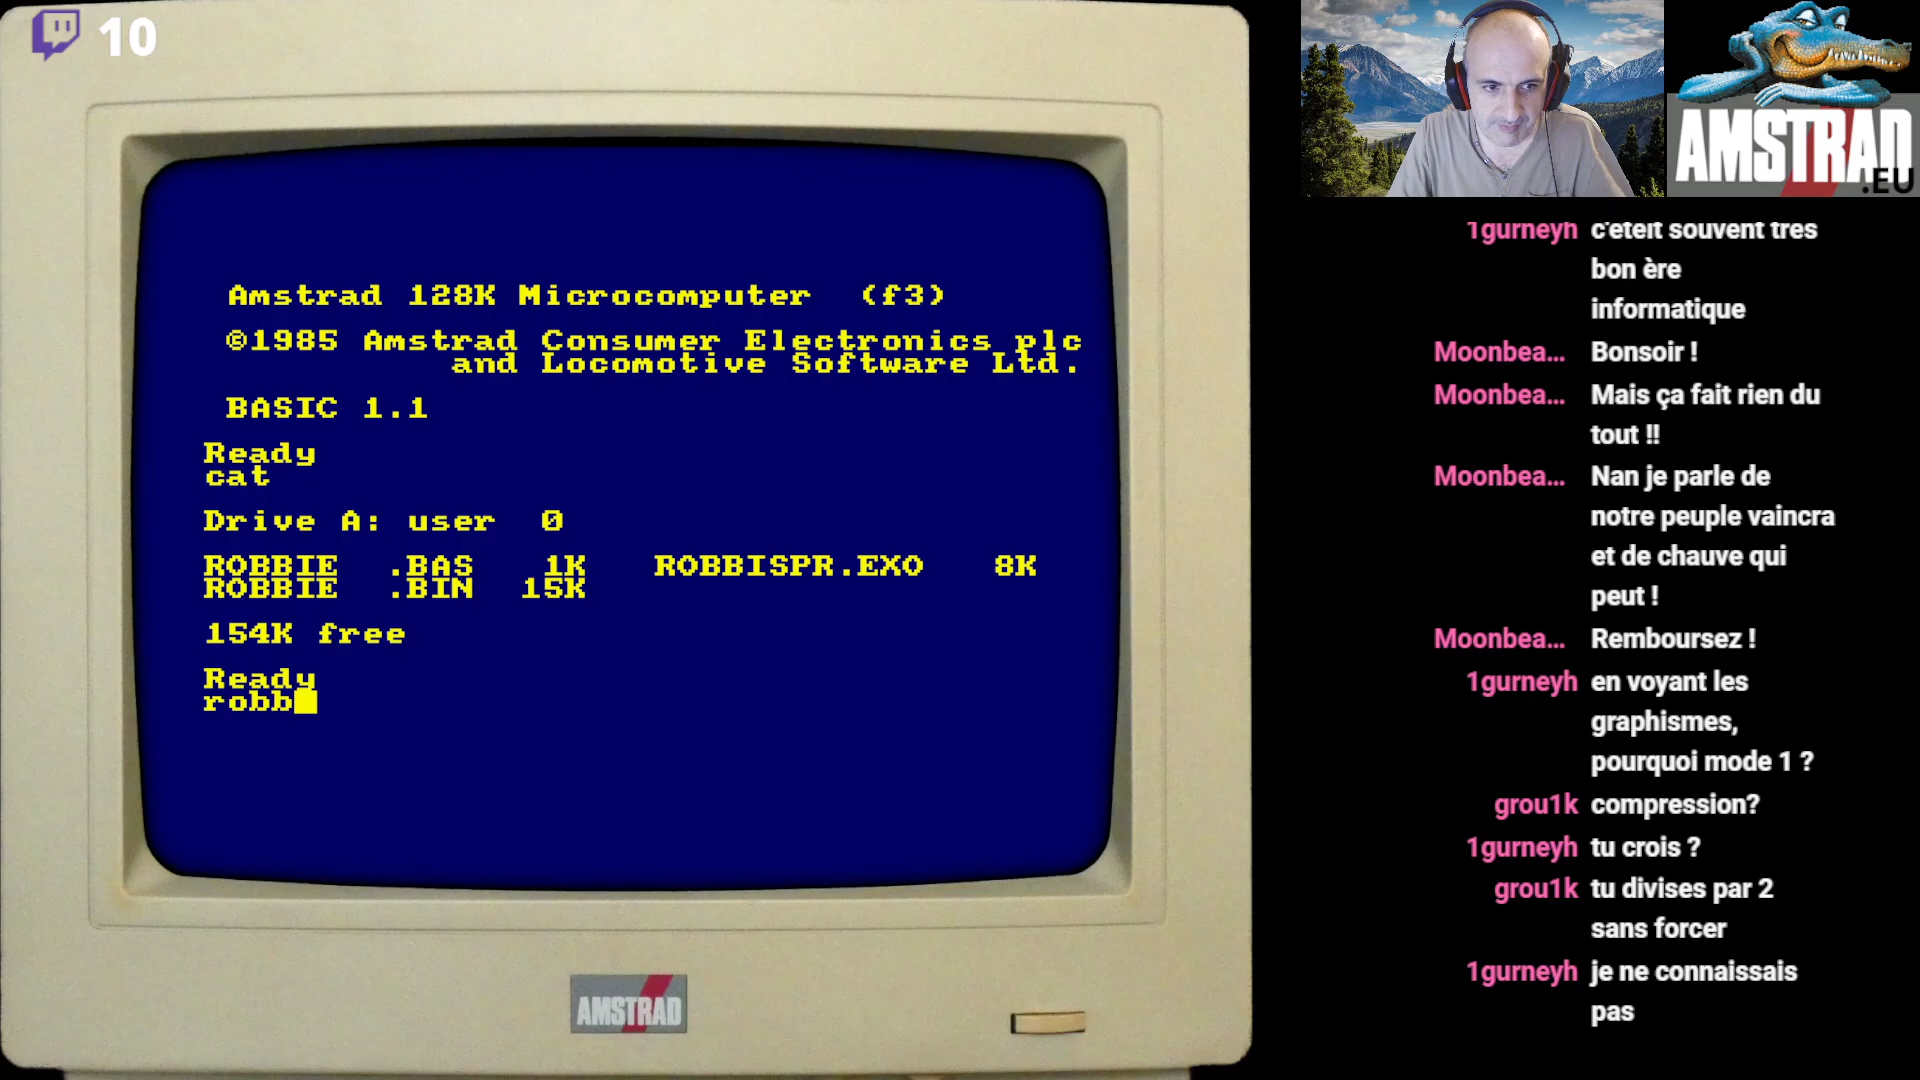 10
Amstrad 128K Microcomputer (f3)
©1985 Amstrad Consumer Electronics plc
and Locomotive Software Ltd.
BASIC 1.1
Ready
cat
Drive A: user 0
ROBBIE .BAS 1K ROBBISPR.EXO 8K
ROBBIE .BIN 15K
154K free
Ready
robb
AMSTRAD
AMSTRAD
.EU
1gurneyh c'eteit souvent tres
bon ère
informatique
Moonbea... Bonsoir !
Moonbea... Mais ça fait rien du
tout !!
Moonbea... Nan je parle de
notre peuple vaincra
et de chauve qui
peut !
Moonbea... Remboursez !
1gurneyh en voyant les
graphismes,
pourquoi mode 1 ?
grou1k compression?
1gurneyh tu crois ?
grou1k tu divises par 2
sans forcer
1gurneyh je ne connaissais
pas